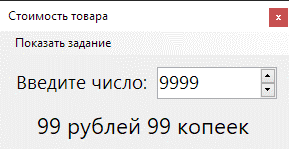 Стоимость товара
Показать задание
Введите число: 9999
99 рублей 99 копеек